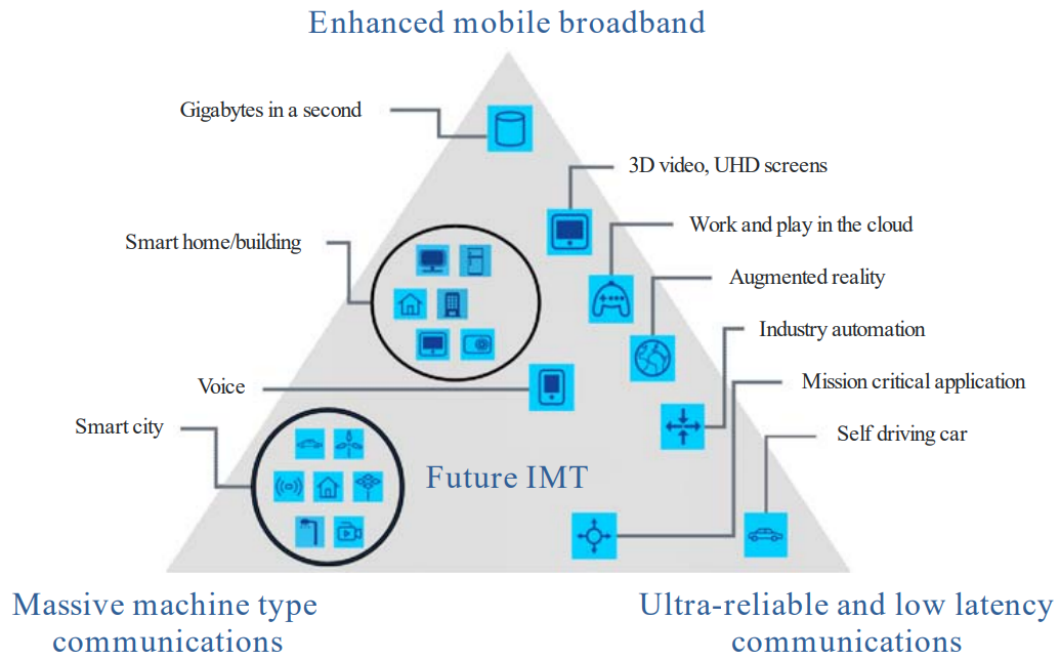 Enhanced mobile broadband
Gigabytes in a second
3D video, UHD screens
Work and play in the cloud
Smart home/building
Augmented reality
Industry automation
Voice
Mission critical application
Smart city
Self driving car
Future IMT
Massive machine type
communications
Ultra-reliable and low latency
communications